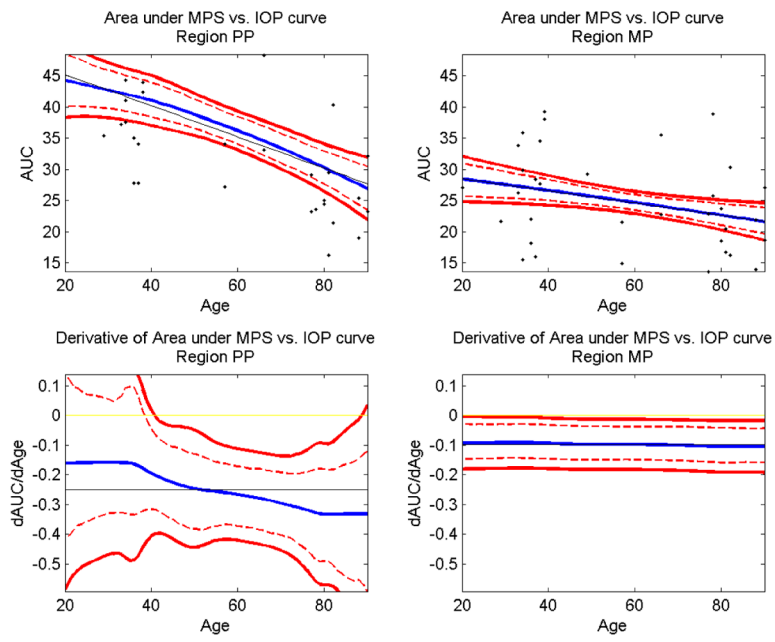 Area under MPS vs. IOP curve
Region PP
AUC
45
40
35
30
25
20
15
20
40
60
80
Age
Area under MPS vs. IOP curve
Region MP
AUC
45
40
35
30
25
20
15
20
40
60
80
Age
Derivative of Area under MPS vs. IOP curve
Region PP
dAUC/dAge
0.1
0
-0.1
-0.2
-0.3
-0.4
-0.5
20
40
60
80
Age
Derivative of Area under MPS vs. IOP curve
Region MP
dAUC/dAge
0.1
0
-0.1
-0.2
-0.3
-0.4
-0.5
20
40
60
80
Age